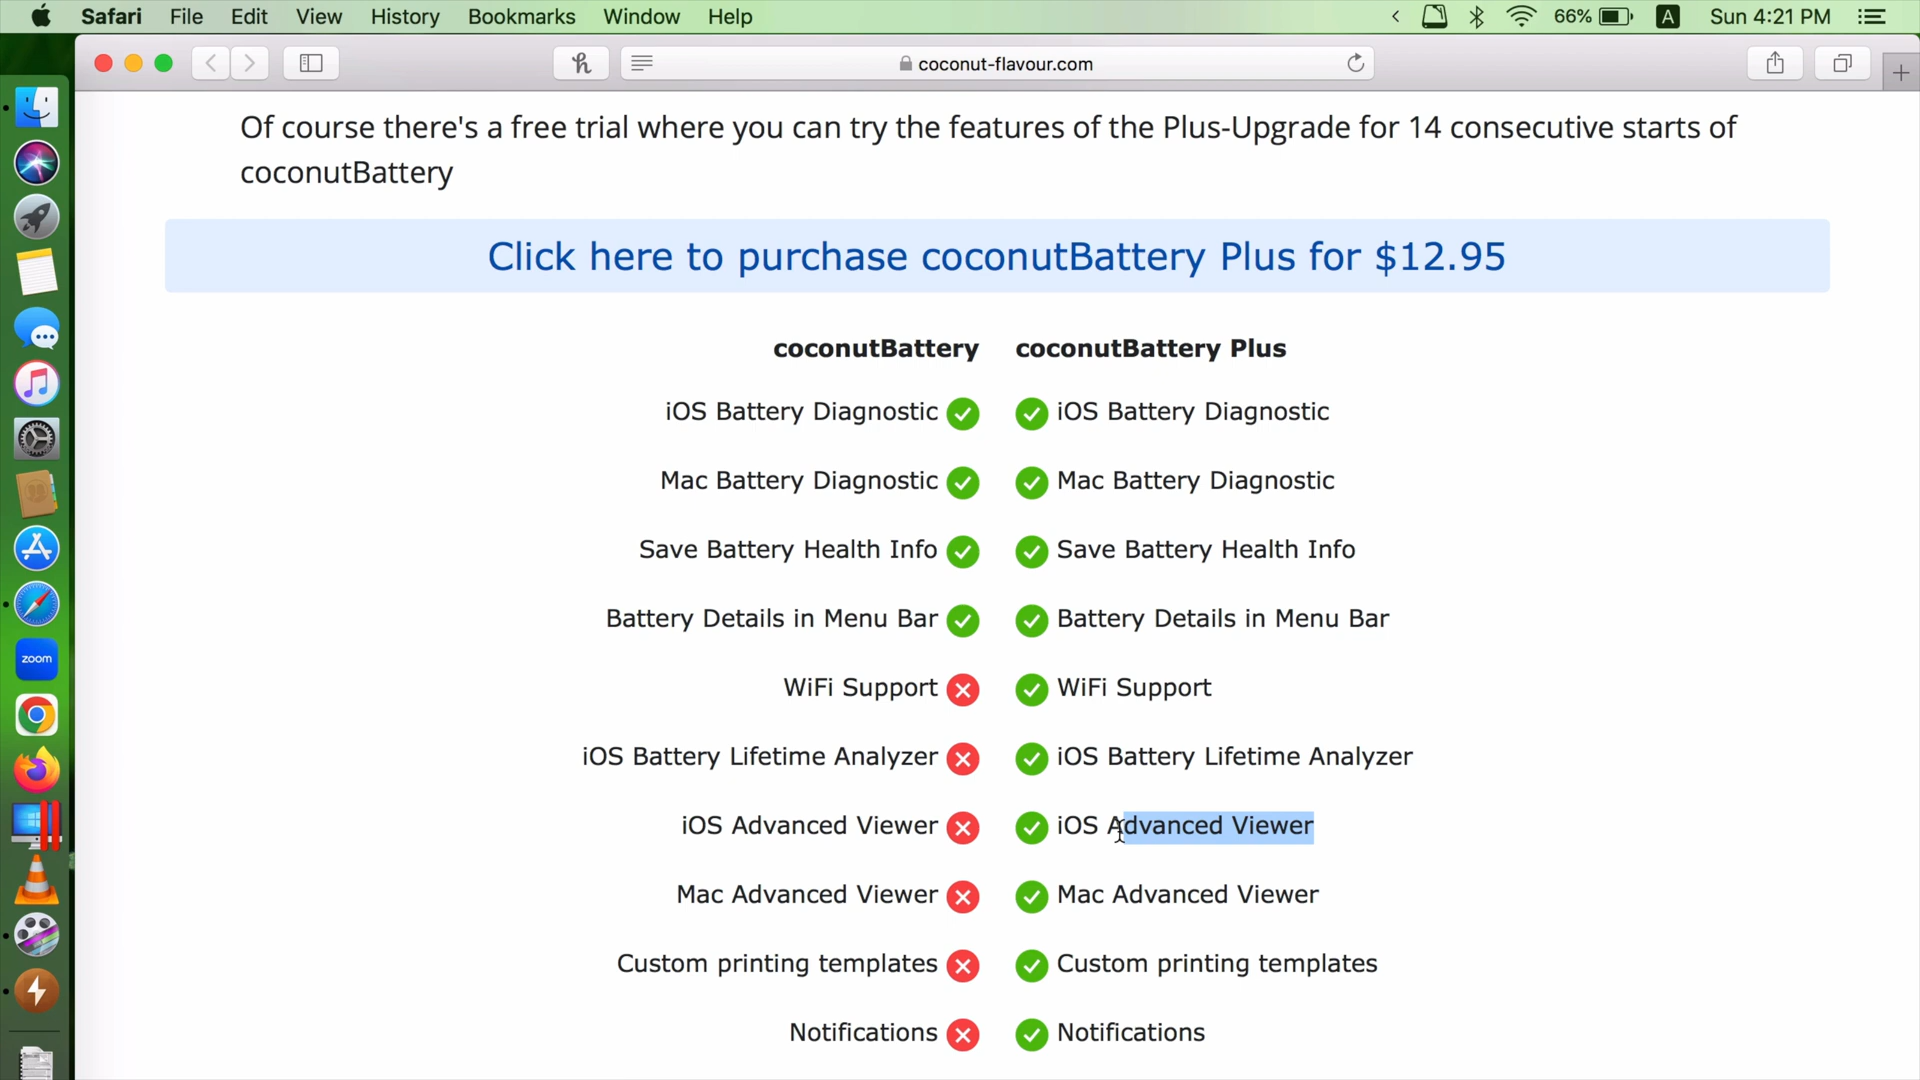 Safari File Edit View History Bookmarks Window Help 66% A Sun 4:21 PM
coconut-flavour.com
Of course there's a free trial where you can try the features of the Plus-Upgrade for 14 consecutive starts of
coconutBattery
Click here to purchase coconutBattery Plus for $12.95
coconutBattery coconutBattery Plus
iOS Battery Diagnostic iOS Battery Diagnostic
Mac Battery Diagnostic Mac Battery Diagnostic
Save Battery Health Info Save Battery Health Info
Battery Details in Menu Bar Battery Details in Menu Bar
WiFi Support WiFi Support
zoom
iOS Battery Lifetime Analyzer iOS Battery Lifetime Analyzer
iOS Advanced Viewer iOS Advanced Viewer
Mac Advanced Viewer Mac Advanced Viewer
Custom printing templates Custom printing templates
Notifications Notifications